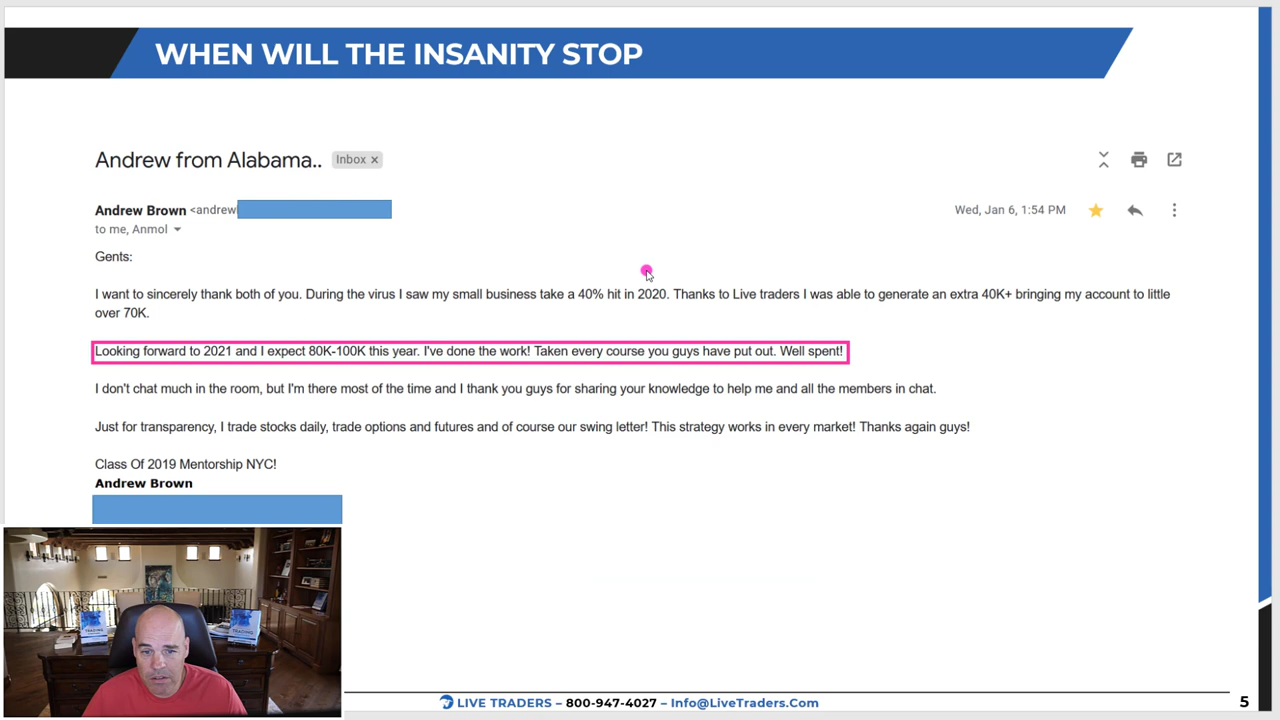 WHEN WILL THE INSANITY STOP
Andrew from Alabama.. Inbox ×
Andrew Brown <andrew Wed, Jan 6, 1:54 PM
to me, Anmol
Gents:
I want to sincerely thank both of you. During the virus I saw my small business take a 40% hit in 2020. Thanks to Live traders I was able to generate an extra 40K+ bringing my account to little
over 70K.
Looking forward to 2021 and I expect 80K-100K this year. I've done the work! Taken every course you guys have put out. Well spent!
I don't chat much in the room, but I'm there most of the time and I thank you guys for sharing your knowledge to help me and all the members in chat.
Just for transparency, I trade stocks daily, trade options and futures and of course our swing letter! This strategy works in every market! Thanks again guys!
Class Of 2019 Mentorship NYC!
Andrew Brown
TRADING
LIVE TRADERS – 800-947-4027 – Info@LiveTraders.Com
5